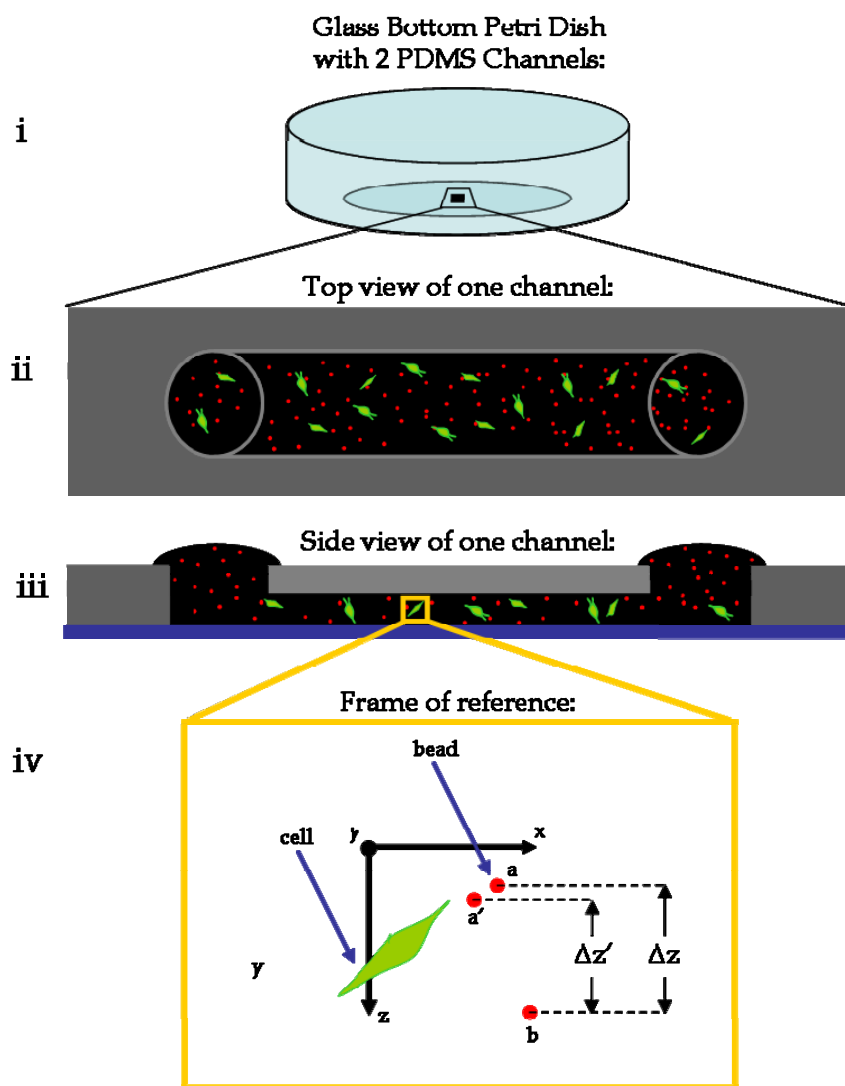 Glass Bottom Petri Dish
with 2 PDMS Channels:
i
Top view of one channel:
ii
Side view of one channel:
iii
Frame of reference:
iv
bead
cell
y
x
a
a'
Δz'
Δz
y
z
b